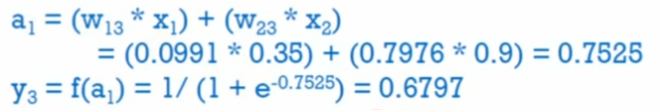 a₁ = (w₁₃ * x₁) + (w₂₃ * x₂)
= (0.0991 * 0.35) + (0.7976 * 0.9) = 0.7525
y₃ = f(a₁) = 1/ (1 + e⁻⁰·⁷⁵²⁵) = 0.6797